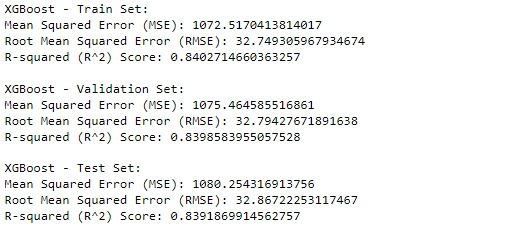 XGBoost - Train Set:
Mean Squared Error (MSE): 1072.5170413814017
Root Mean Squared Error (RMSE): 32.749305967934674
R-squared (R^2) Score: 0.8402714660363257
XGBoost - Validation Set:
Mean Squared Error (MSE): 1075.464585516861
Root Mean Squared Error (RMSE): 32.79427671891638
R-squared (R^2) Score: 0.8398583955057528
XGBoost - Test Set:
Mean Squared Error (MSE): 1080.254316913756
Root Mean Squared Error (RMSE): 32.86722253117467
R-squared (R^2) Score: 0.8391869914562757